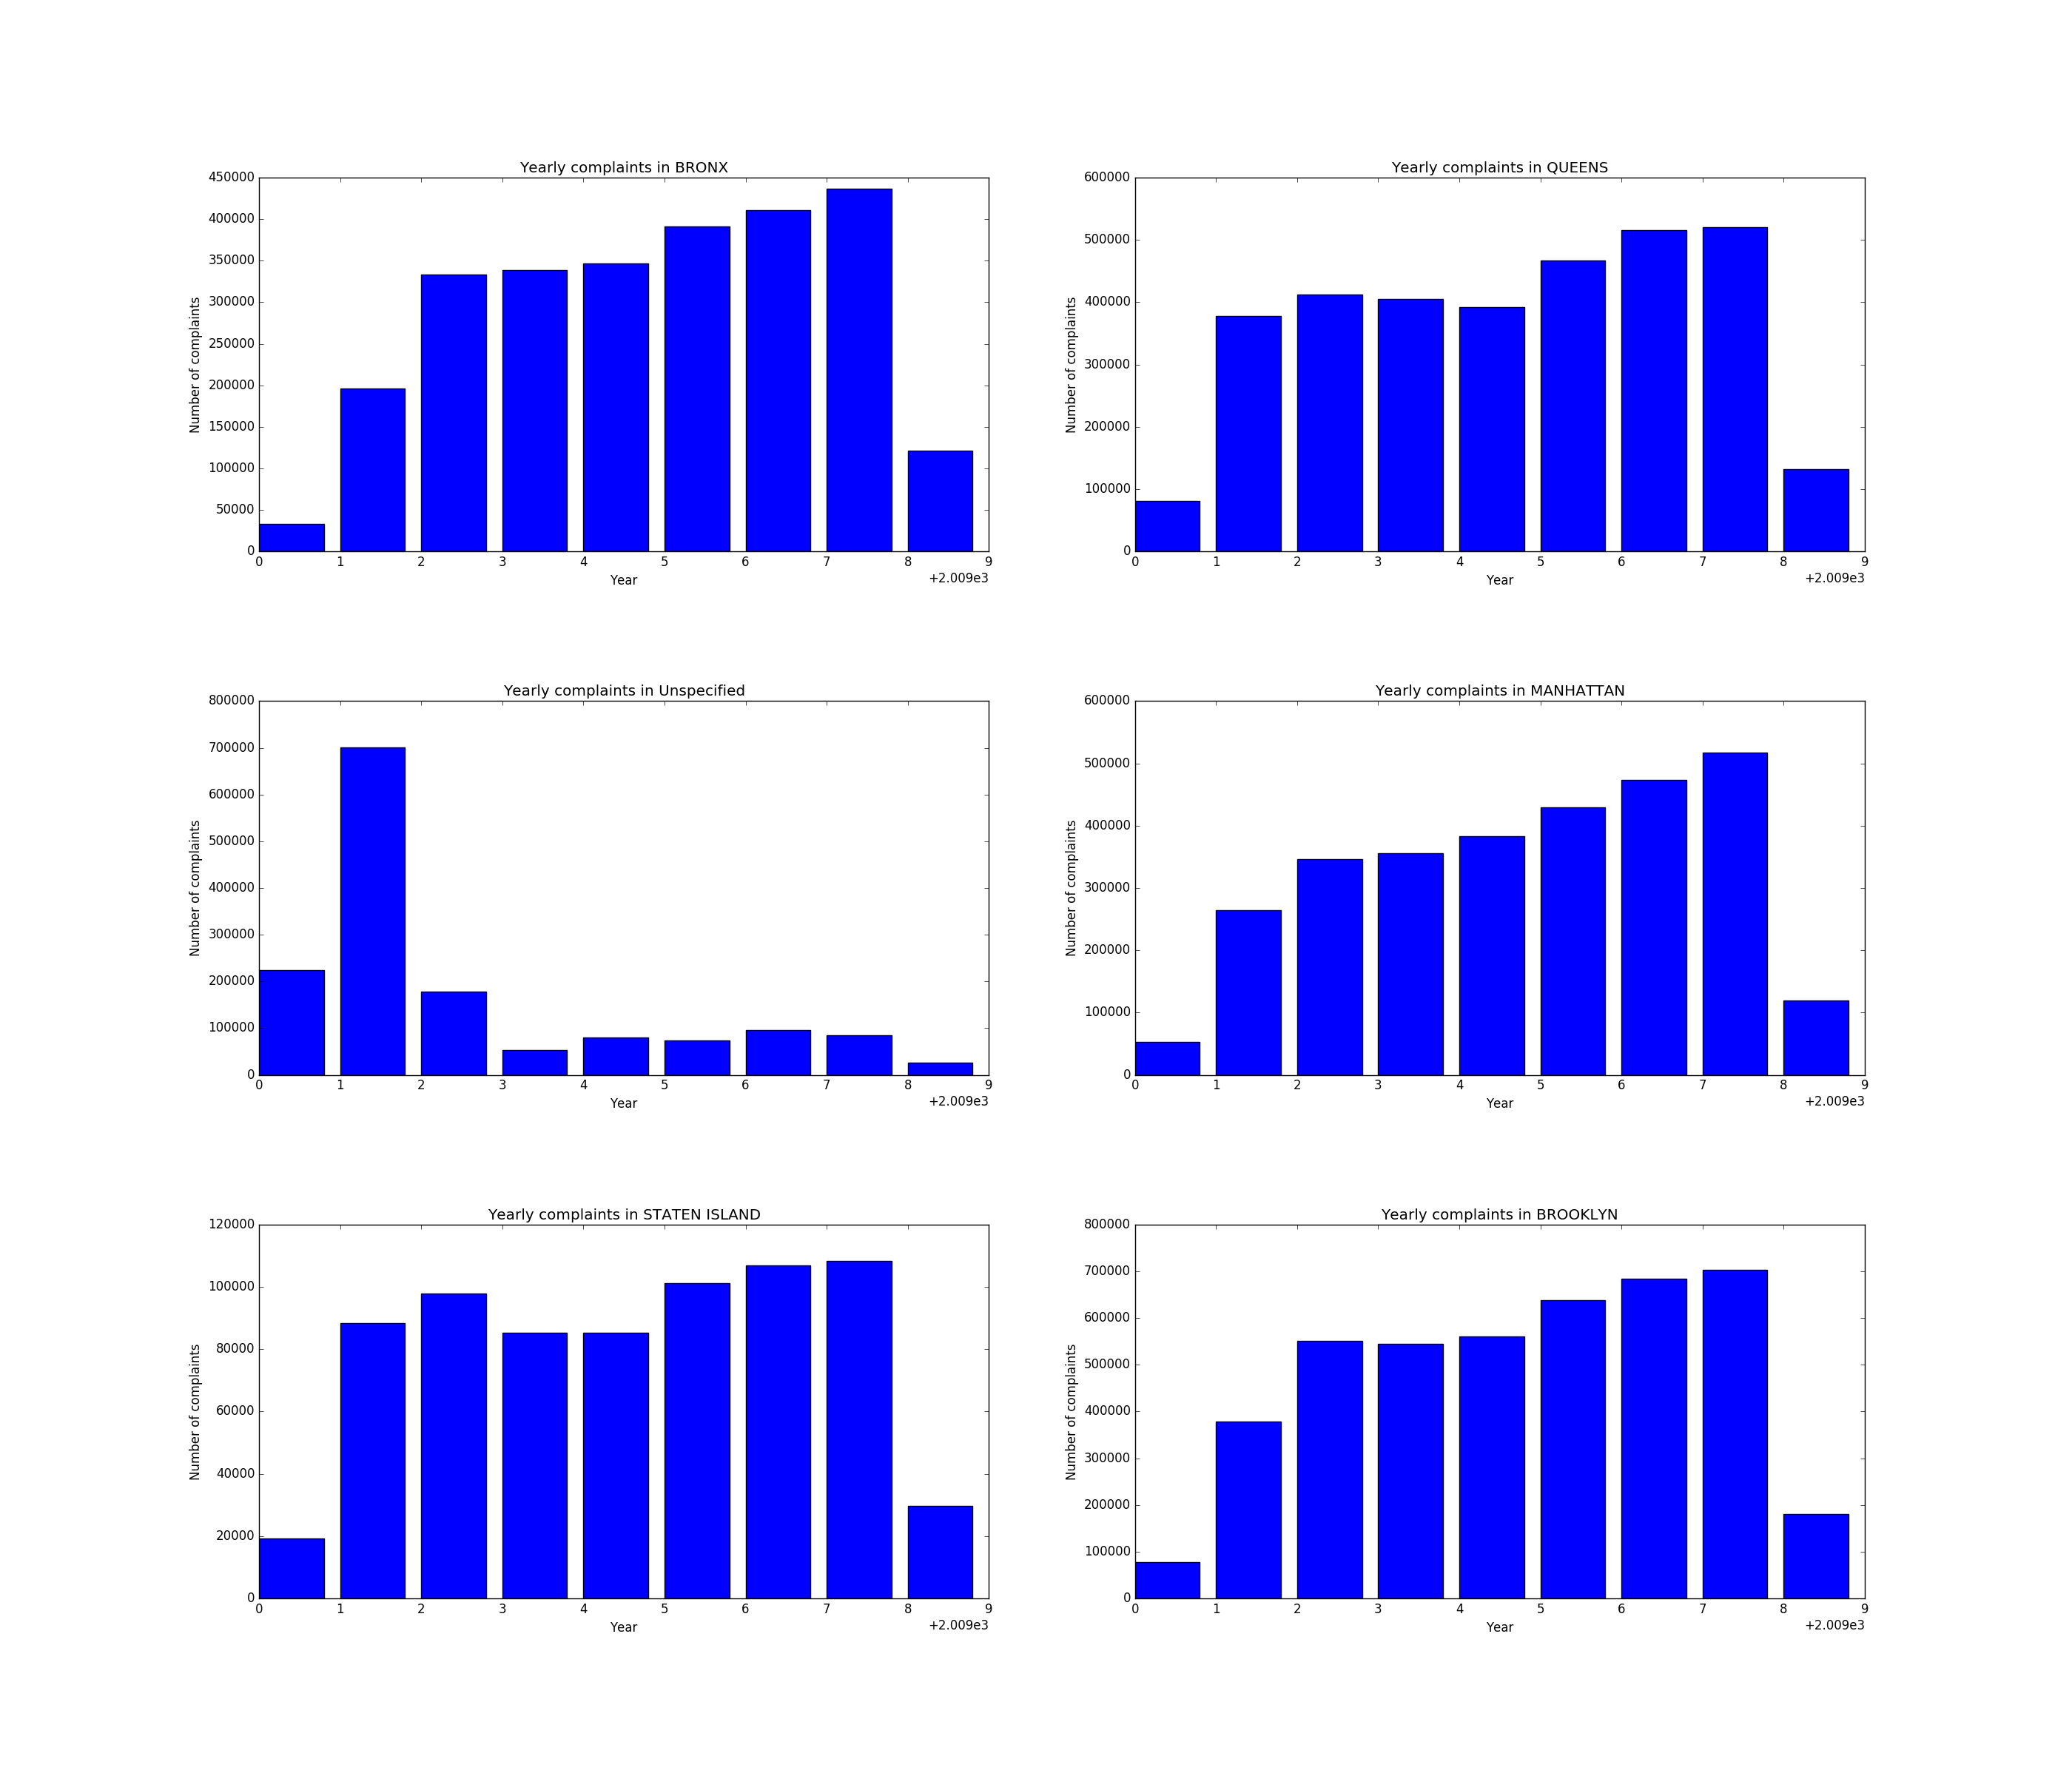 Yearly complaints in BRONX
450000
400000
350000
300000
250000
200000
150000
100000
50000
0
Number of complaints
0 1 2 3 4 5 6 7 8 9
Year
+2.009e3
Yearly complaints in QUEENS
600000
500000
400000
300000
200000
100000
0
Number of complaints
0 1 2 3 4 5 6 7 8 9
Year
+2.009e3
Yearly complaints in Unspecified
800000
700000
600000
500000
400000
300000
200000
100000
0
Number of complaints
0 1 2 3 4 5 6 7 8 9
Year
+2.009e3
Yearly complaints in MANHATTAN
600000
500000
400000
300000
200000
100000
0
Number of complaints
0 1 2 3 4 5 6 7 8 9
Year
+2.009e3
Yearly complaints in STATEN ISLAND
120000
100000
80000
60000
40000
20000
0
Number of complaints
0 1 2 3 4 5 6 7 8 9
Year
+2.009e3
Yearly complaints in BROOKLYN
800000
700000
600000
500000
400000
300000
200000
100000
0
Number of complaints
0 1 2 3 4 5 6 7 8 9
Year
+2.009e3